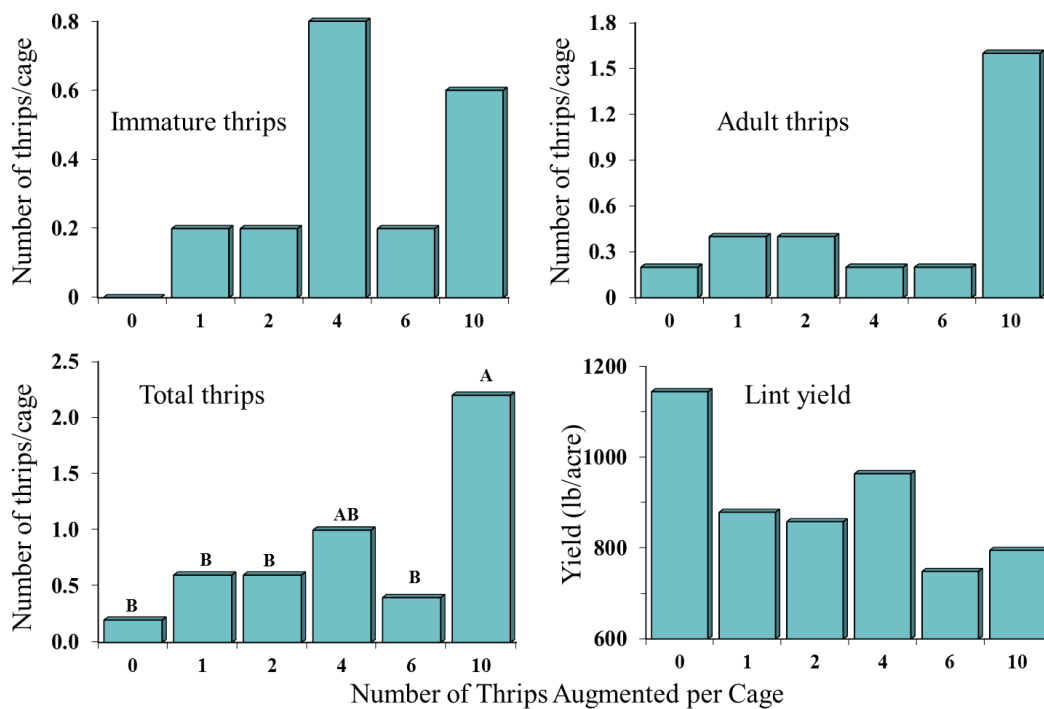 Number of thrips/cage
0.8
0.6
0.4
0.2
0
Immature thrips
0 1 2 4 6 10
Number of thrips/cage
1.8
1.5
1.2
0.9
0.6
0.3
0
Adult thrips
0 1 2 4 6 10
Number of thrips/cage
2.5
2.0
1.5
1.0
0.5
0.0
Total thrips
B B B AB B A
0 1 2 4 6 10
Yield (lb/acre)
1200
1000
800
600
Lint yield
0 1 2 4 6 10
Number of Thrips Augmented per Cage